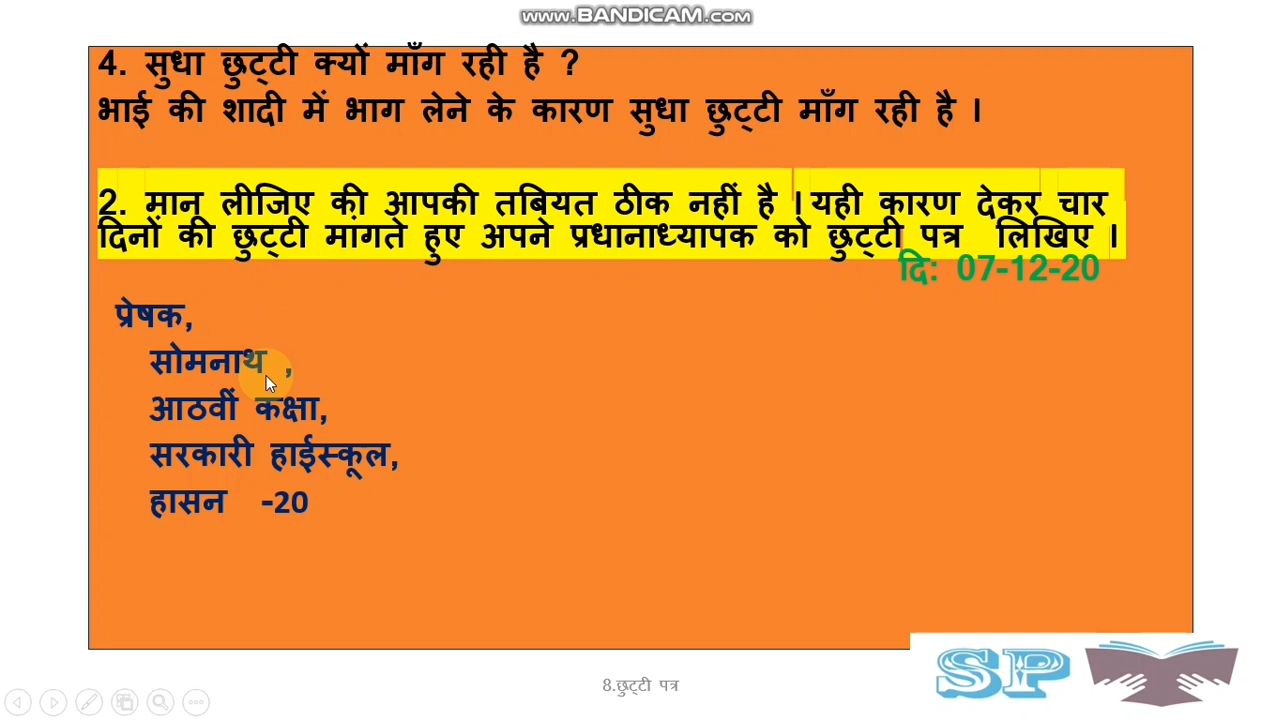 www.BANDICAM.com
4. सुधा छुट्टी क्यों माँग रही है ?
भाई की शादी में भाग लेने के कारण सुधा छुट्टी माँग रही है ।
2. मान लीजिए की आपकी तबियत ठीक नहीं है । यही कारण देकर चार
दिनों की छुट्टी मांगते हुए अपने प्रधानाध्यापक को छुट्टी पत्र लिखिए ।
दि: 07-12-20
प्रेषक,
सोमनाथ ,
आठवीं कक्षा,
सरकारी हाईस्कूल,
हासन -20
SP
8.छुट्टी पत्र